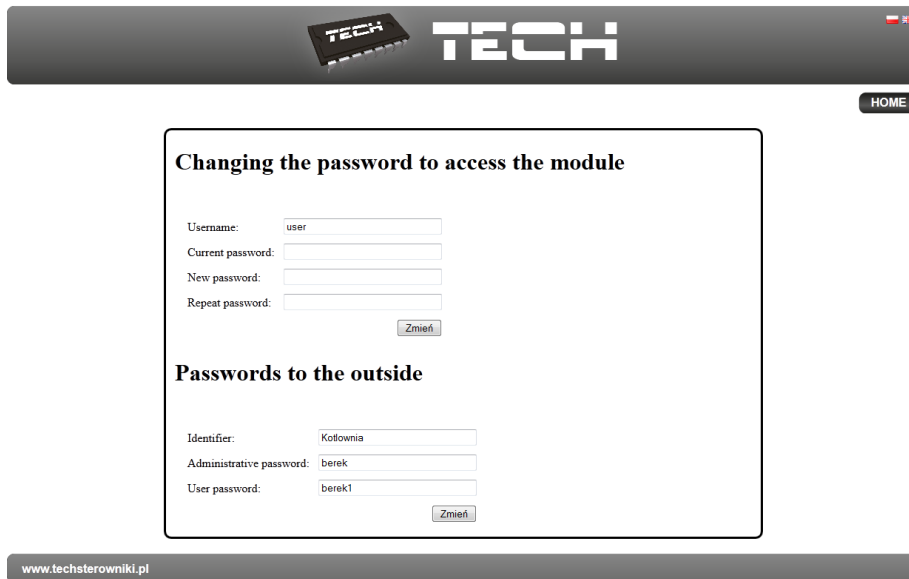 TECH TECH
HOME
Changing the password to access the module
Username: user
Current password:
New password:
Repeat password:
Zmień
Passwords to the outside
Identifier: Kotlownia
Administrative password: berek
User password: berek1
Zmień
www.techsterowniki.pl